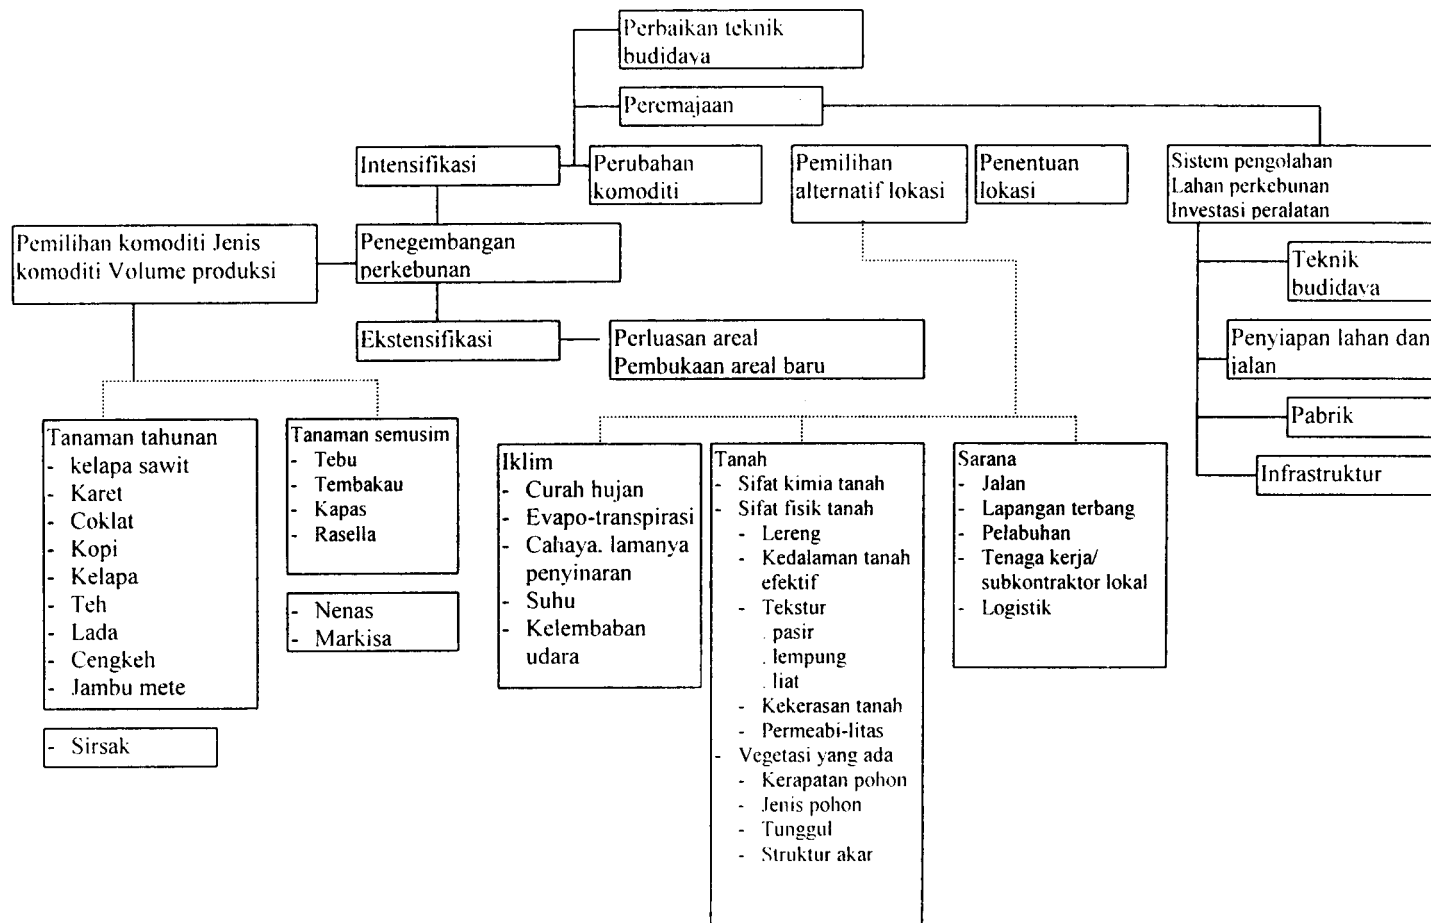 Perbaikan teknik
budidaya
Peremajaan
Intensifikasi
Perubahan
komoditi
Pemilihan
alternatif lokasi
Penentuan
lokasi
Sistem pengolahan
Lahan perkebunan
Investasi peralatan
Pemilihan komoditi Jenis
komoditi Volume produksi
Penegembangan
perkebunan
Teknik
budidaya
Ekstensifikasi
Perluasan areal
Pembukaan areal baru
Penyiapan lahan dan
jalan
Pabrik
Infrastruktur
Tanaman tahunan
- kelapa sawit
- Karet
- Coklat
- Kopi
- Kelapa
- Teh
- Lada
- Cengkeh
- Jambu mete
- Sirsak
Tanaman semusim
- Tebu
- Tembakau
- Kapas
- Rasella
- Nenas
- Markisa
Iklim
- Curah hujan
- Evapo-transpirasi
- Cahaya. lamanya
penyinaran
- Suhu
- Kelembaban
udara
Tanah
- Sifat kimia tanah
- Sifat fisik tanah
- Lereng
- Kedalaman tanah
efektif
- Tekstur
. pasir
. lempung
. liat
- Kekerasan tanah
- Permeabi-litas
- Vegetasi yang ada
- Kerapatan pohon
- Jenis pohon
- Tunggul
- Struktur akar
Sarana
- Jalan
- Lapangan terbang
- Pelabuhan
- Tenaga kerja/
subkontraktor lokal
- Logistik